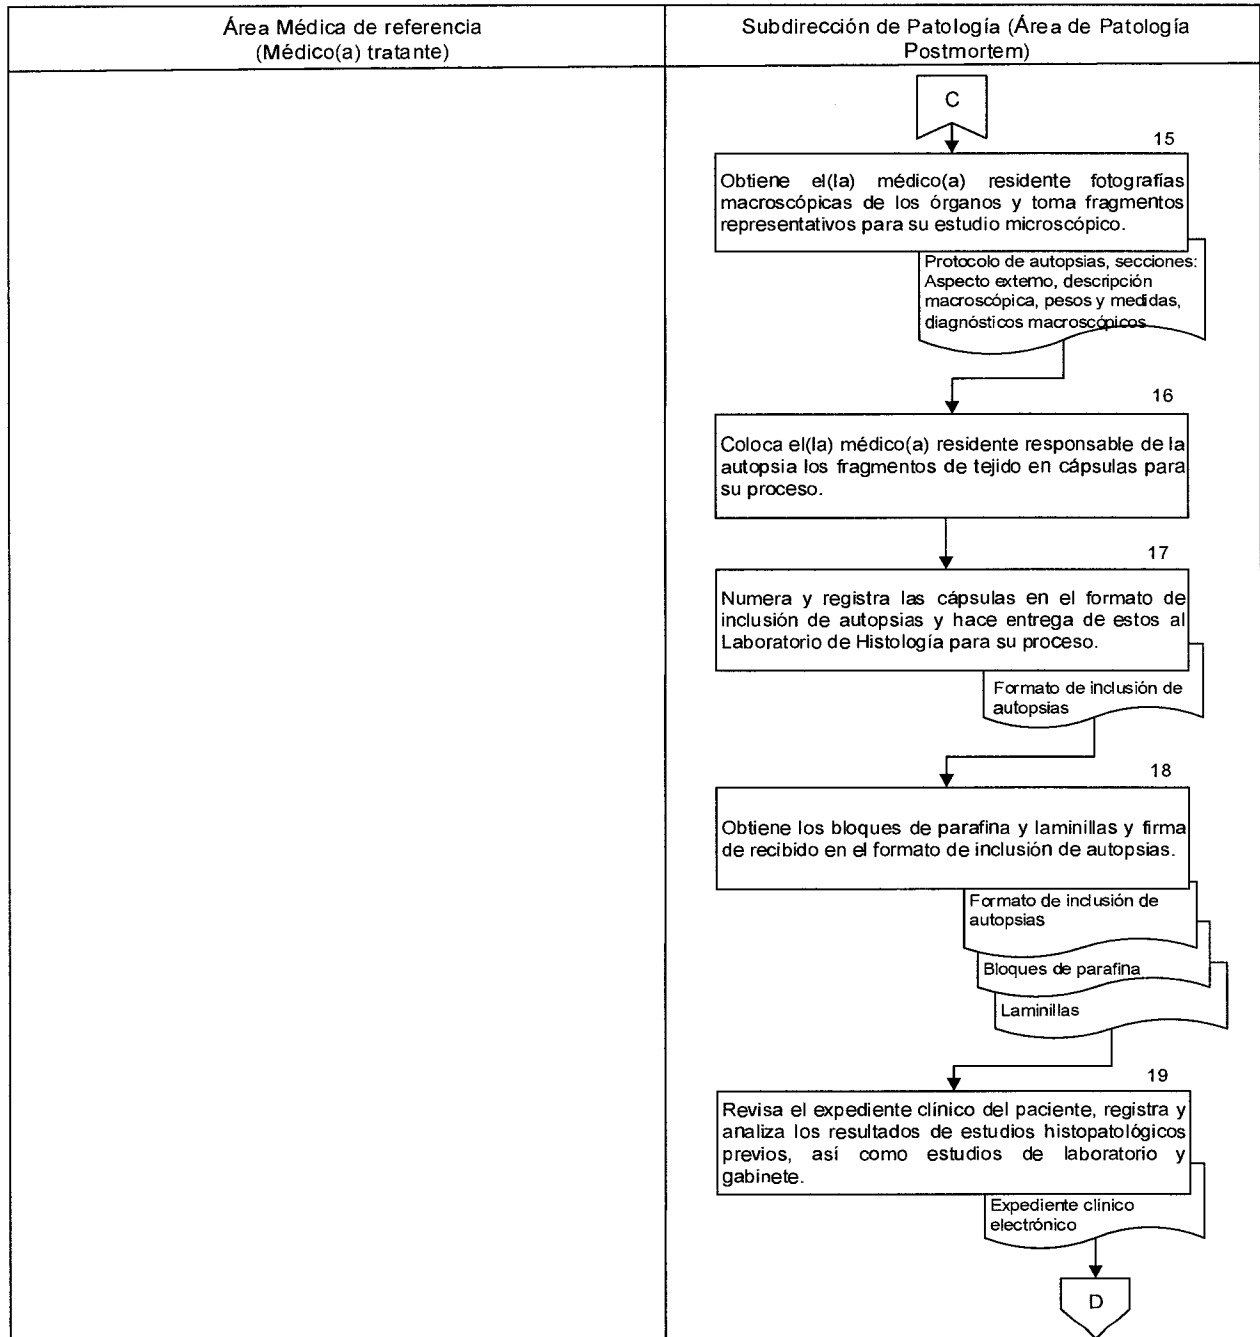 Área Médica de referencia
(Médico(a) tratante)
Subdirección de Patología (Área de Patología
Postmortem)
C
15
Obtiene el(la) médico(a) residente fotografías
macroscópicas de los órganos y toma fragmentos
representativos para su estudio microscópico.
Protocolo de autopsias, secciones:
Aspecto externo, descripción
macroscópica, pesos y medidas,
diagnósticos macroscópicos
16
Coloca el(la) médico(a) residente responsable de la
autopsia los fragmentos de tejido en cápsulas para
su proceso.
17
Numera y registra las cápsulas en el formato de
inclusión de autopsias y hace entrega de estos al
Laboratorio de Histología para su proceso.
Formato de inclusión de
autopsias
18
Obtiene los bloques de parafina y laminillas y firma
de recibido en el formato de inclusión de autopsias.
Formato de inclusión de
autopsias
Bloques de parafina
Laminillas
19
Revisa el expediente clínico del paciente, registra y
analiza los resultados de estudios histopatológicos
previos, así como estudios de laboratorio y
gabinete.
Expediente clínico
electrónico
D